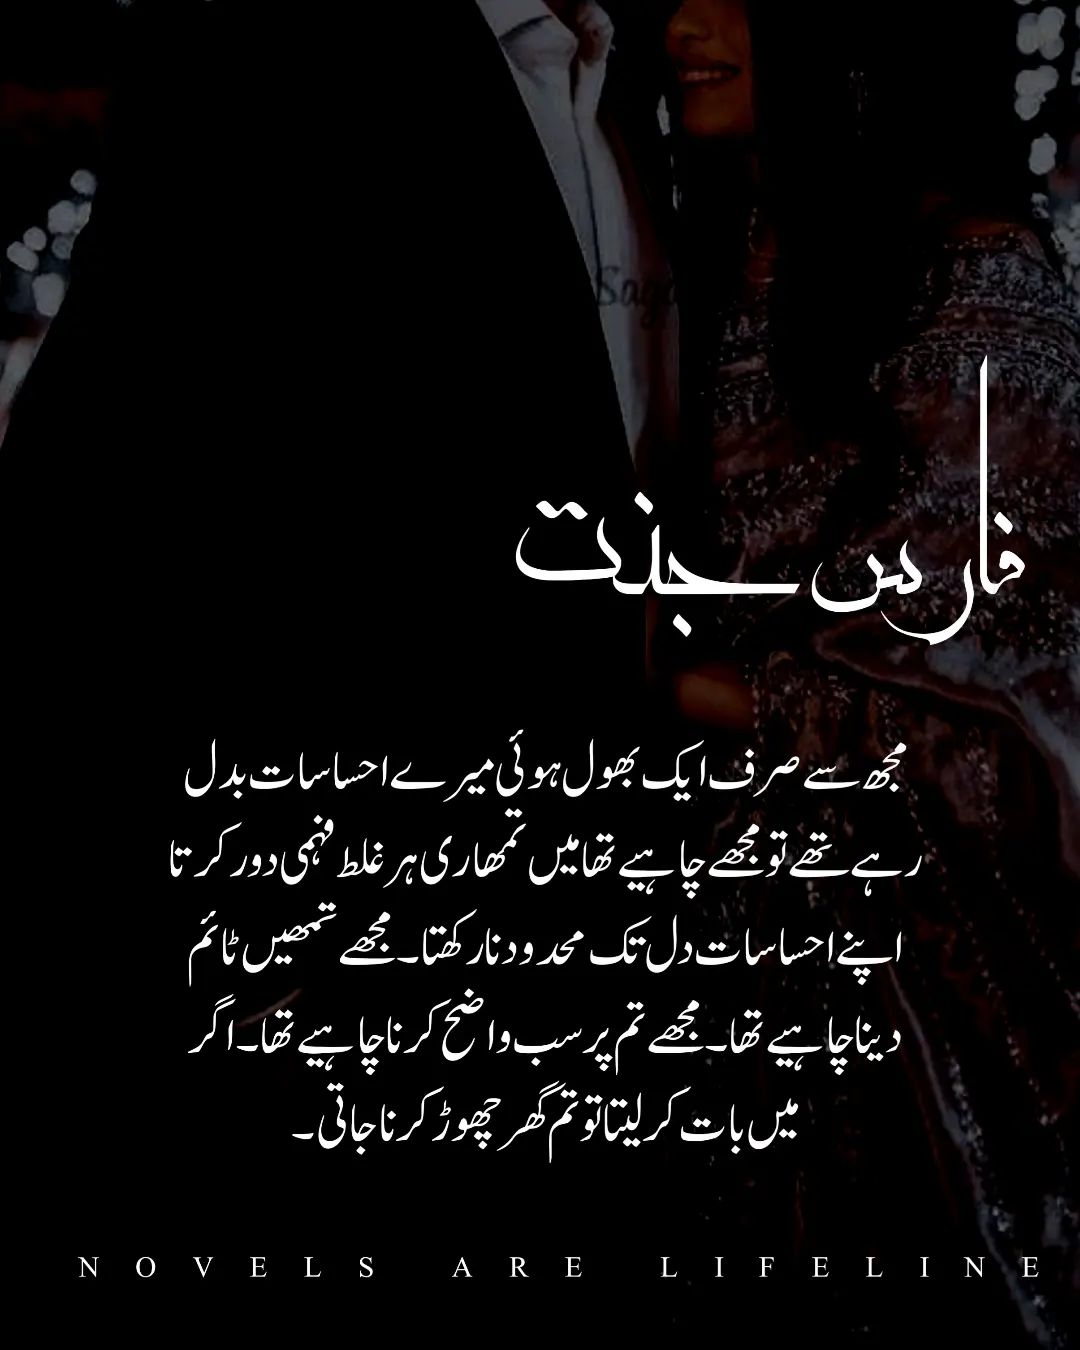 فارس جنت
مجھ سے صرف ایک بھول ہوئی میرے احساسات بدل
رہے تھے تو مجھے چاہیے تھا میں تمھاری ہر غلط فہمی دور کرتا
اپنے احساسات دل تک محدود نا رکھتا۔ مجھے تمھیں ٹائم
دینا چاہیے تھا۔ مجھے تم پر سب واضح کرنا چاہیے تھا۔ اگر
میں بات کر لیتا تو تم گھر چھوڑ کر نا جاتی۔
NOVELS ARE LIFELINE